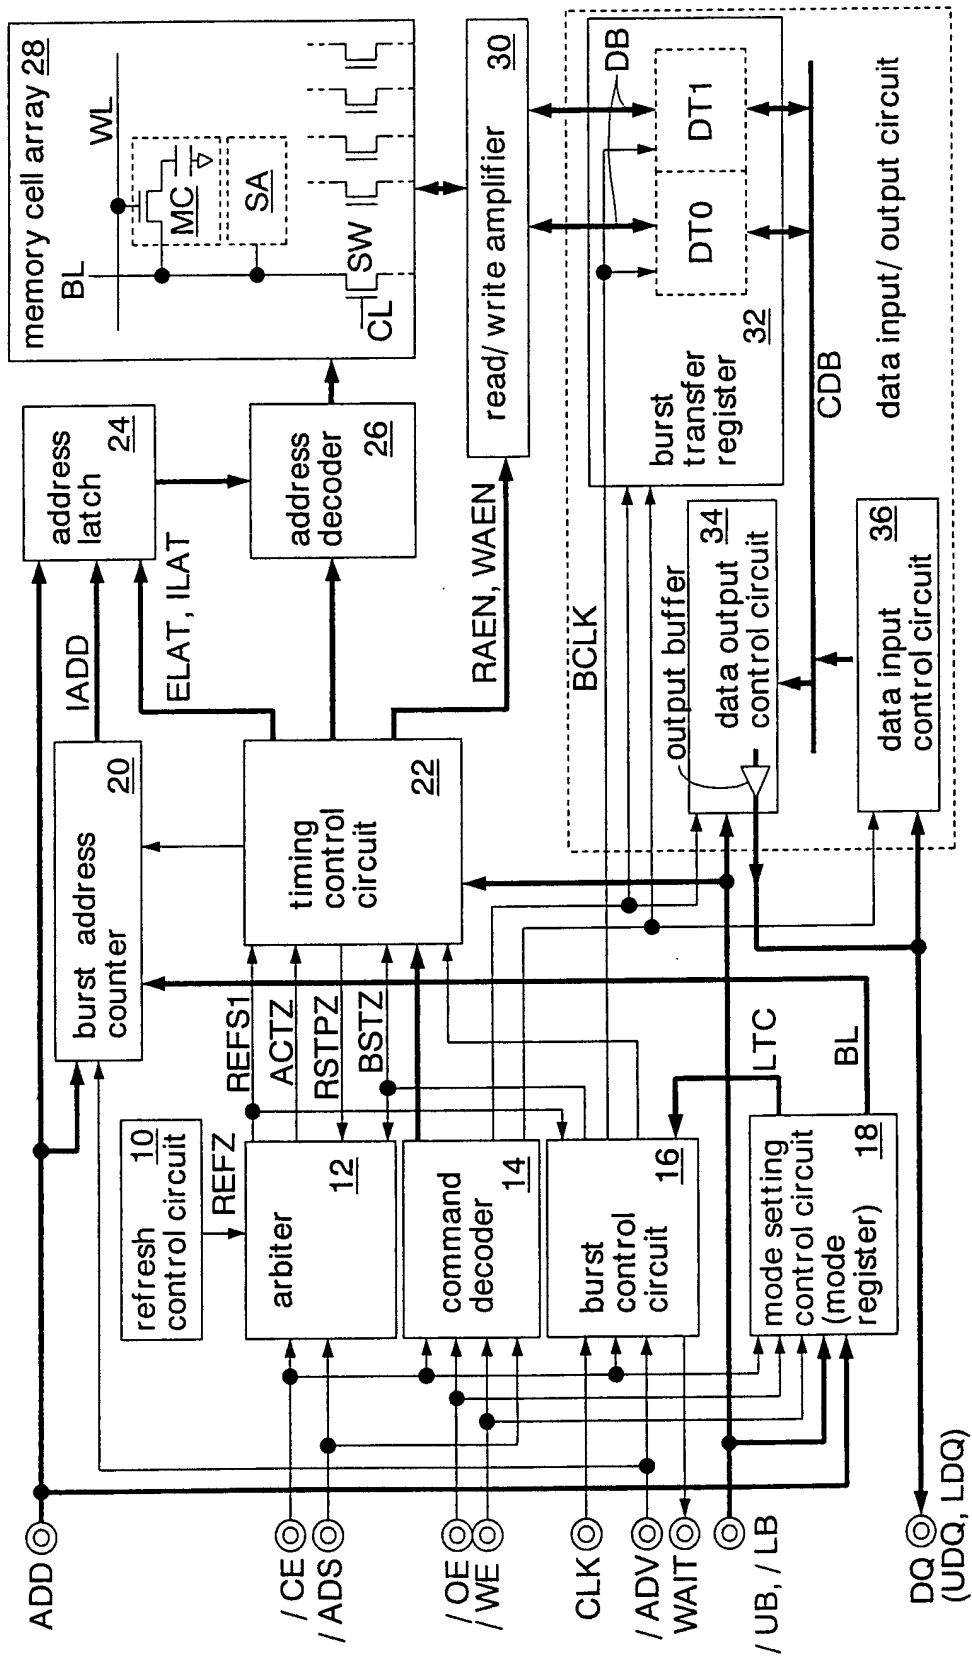 ADD
/ CE
/ ADS
/ OE
/ WE
CLK
/ ADV
WAIT
/ UB, / LB
DQ
(UDQ, LDQ)
refresh
control circuit
10
REFZ
arbiter
12
command
decoder
14
burst
control
circuit
16
mode setting
control circuit
(mode
register)
18
LTC
BL
burst address
counter
20
REFS1
ACTZ
RSTPZ
BSTZ
timing
control
circuit
22
IADD
ELAT, ILAT
RAEN, WAEN
BCLK
address
latch
24
address
decoder
26
memory cell array 28
BL
WL
MC
SA
SW
CL
read/ write amplifier
30
DB
burst
transfer
register
32
DT0
DT1
CDB
output buffer
data output
control circuit
34
data input
control circuit
36
data input/ output circuit